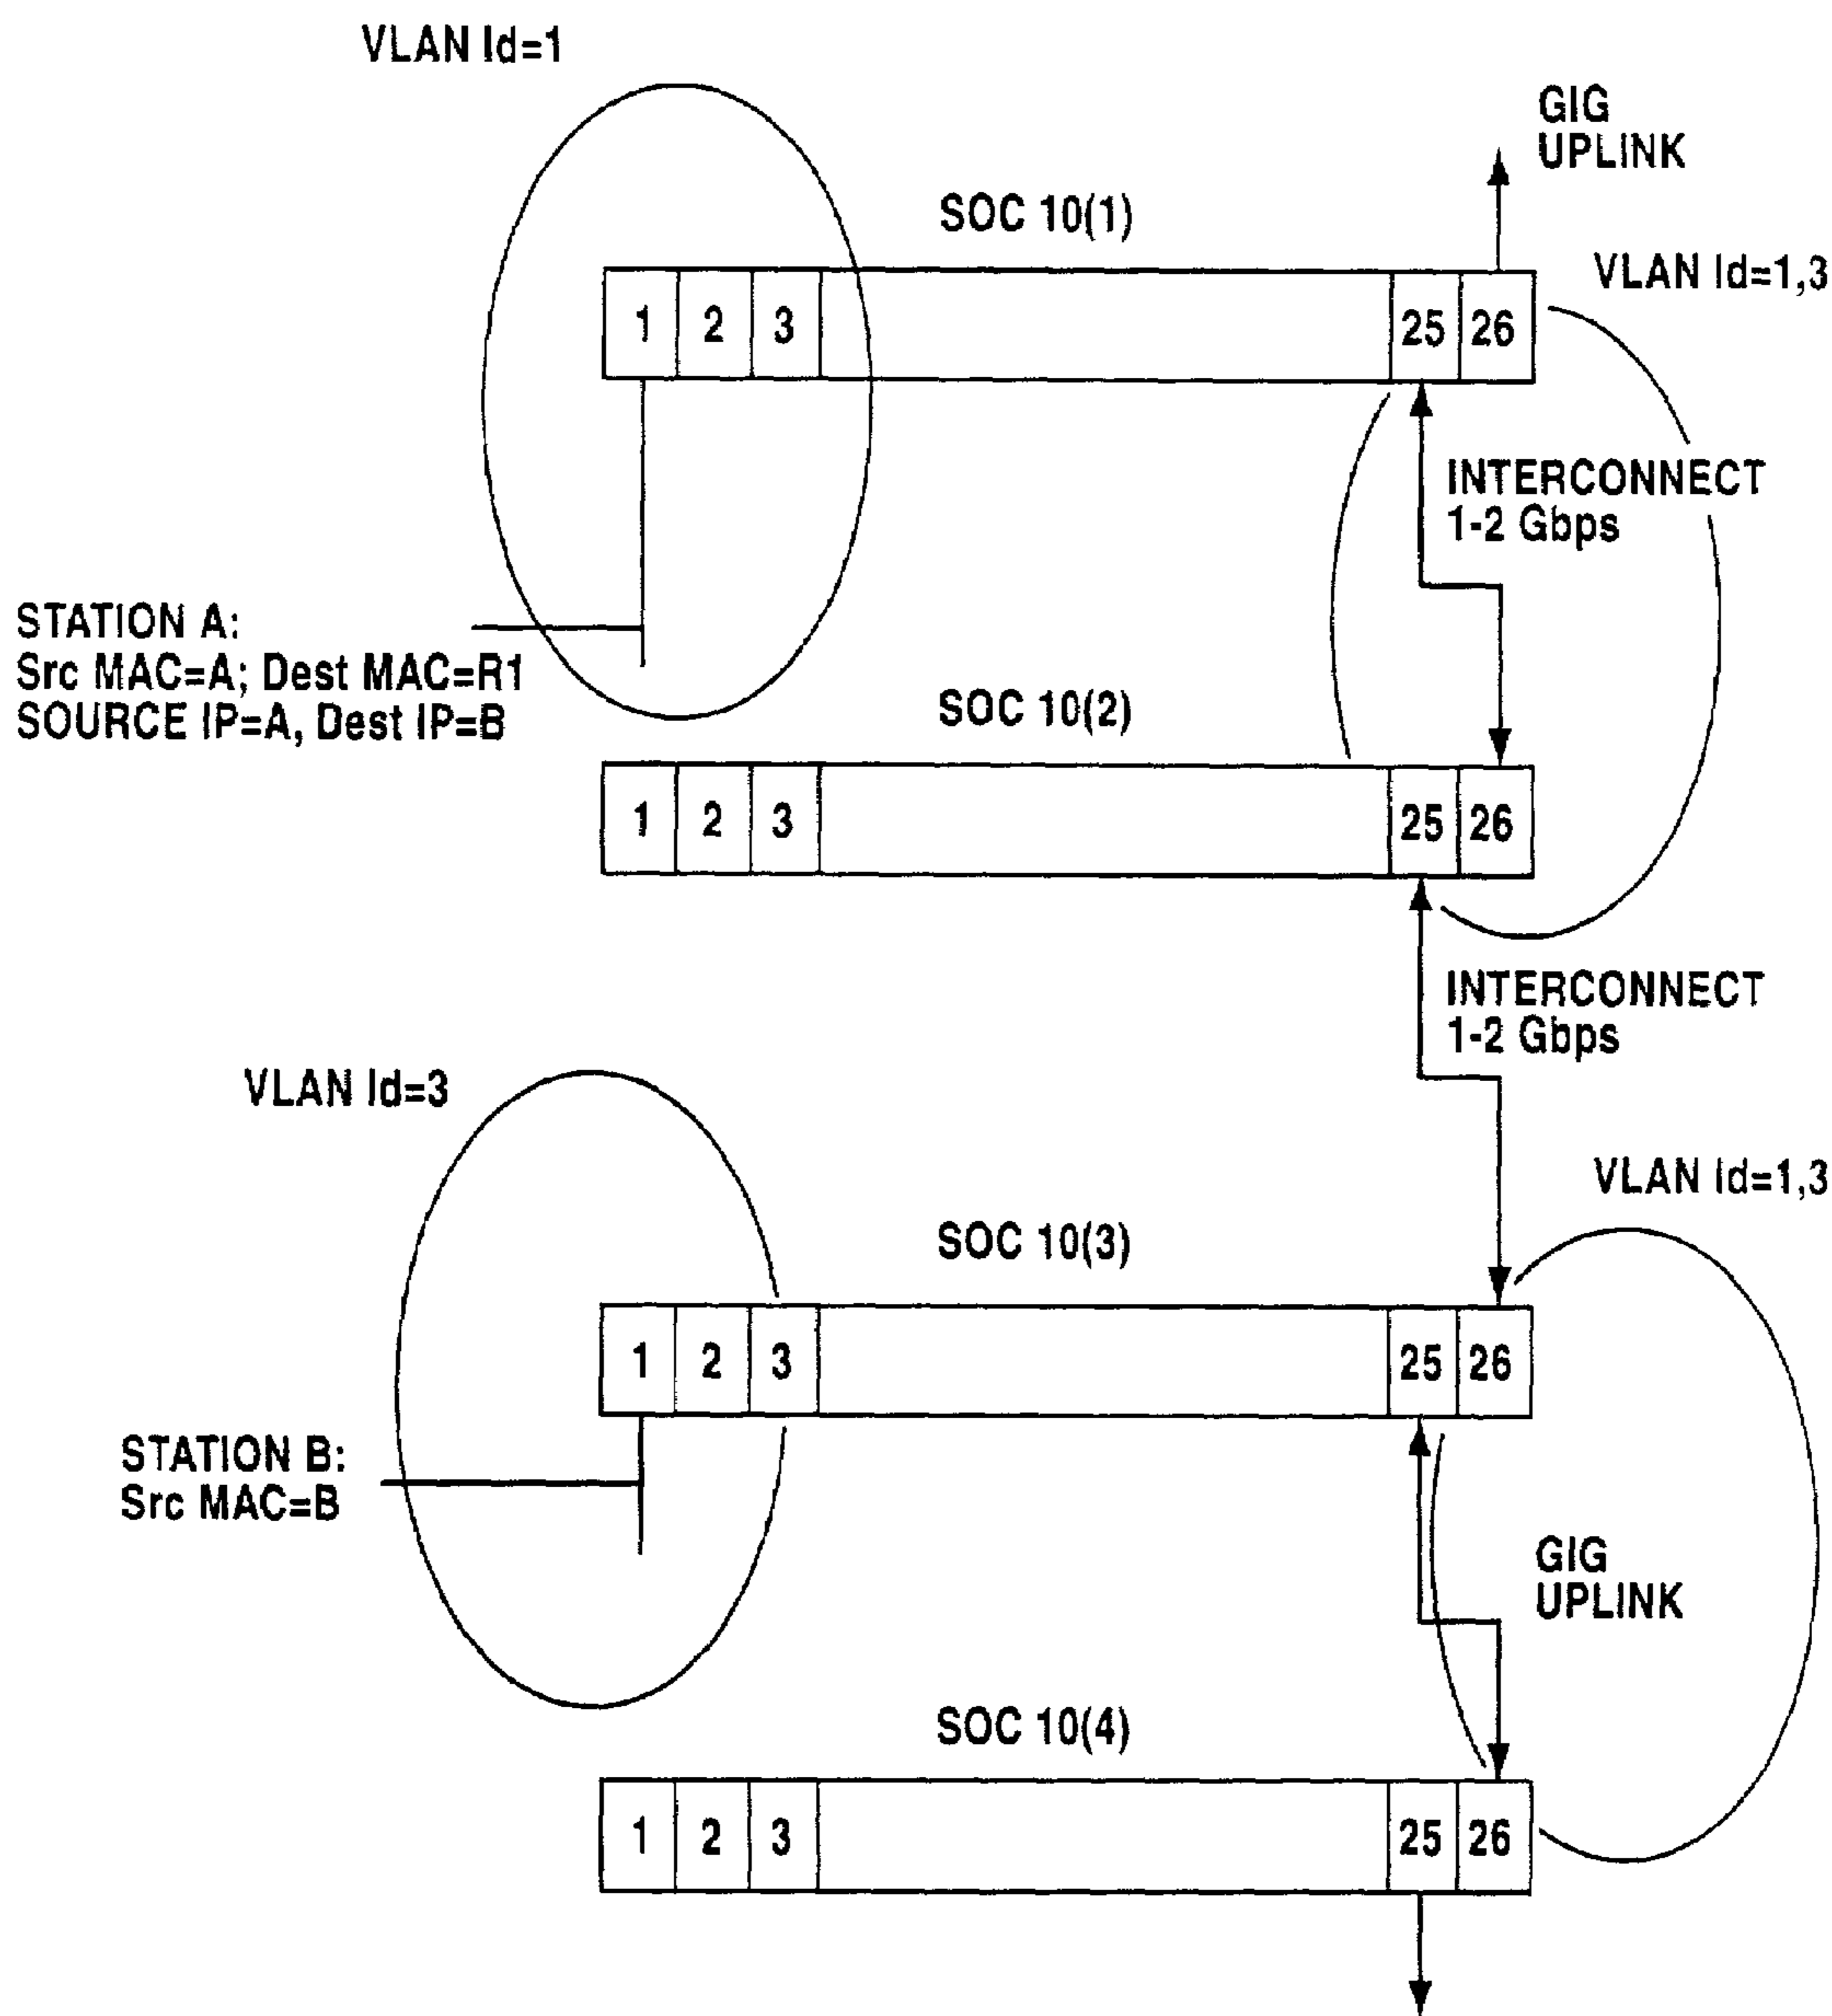 VLAN Id=1
GIG
UPLINK
SOC 10(1)
VLAN Id=1,3
1 2 3 25 26
INTERCONNECT
1-2 Gbps
STATION A:
Src MAC=A; Dest MAC=R1
SOURCE IP=A, Dest IP=B
SOC 10(2)
1 2 3 25 26
INTERCONNECT
1-2 Gbps
VLAN Id=3
VLAN Id=1,3
SOC 10(3)
1 2 3 25 26
STATION B:
Src MAC=B
GIG
UPLINK
SOC 10(4)
1 2 3 25 26